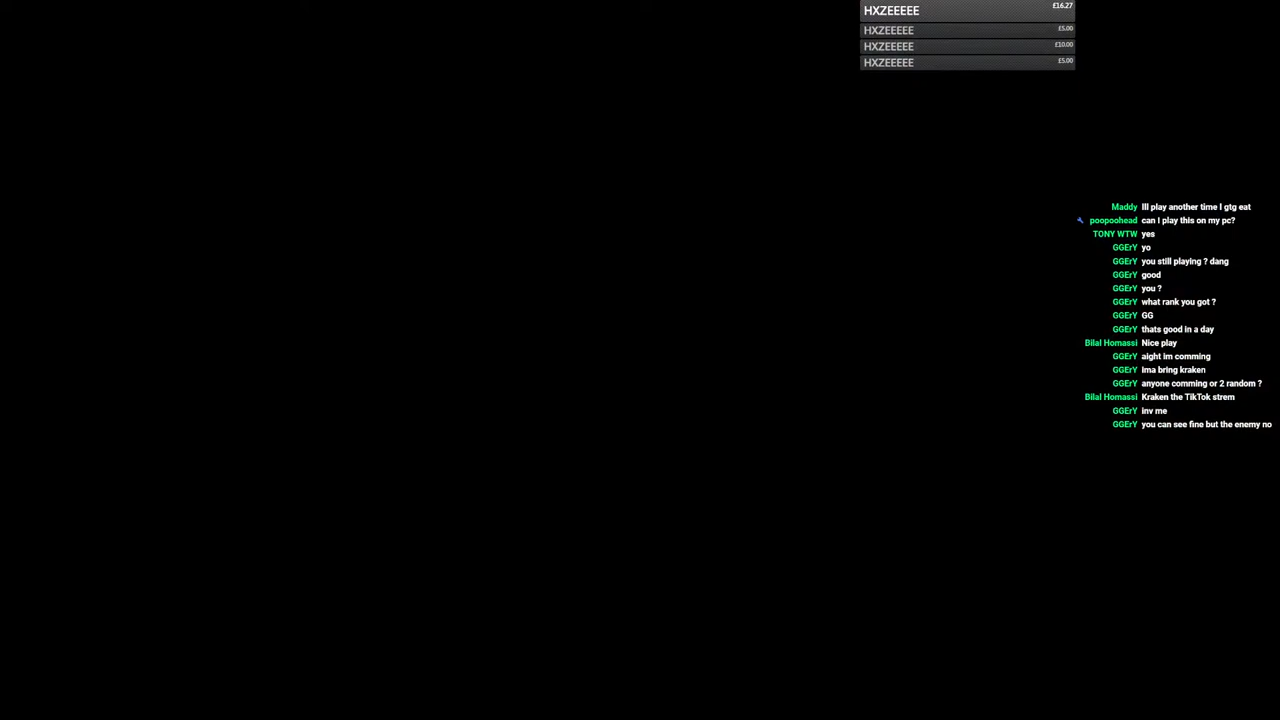 HXZEEEEE £16.27
HXZEEEEE £5.00
HXZEEEEE £10.00
HXZEEEEE £5.00
Maddy Ill play another time I gtg eat
poopoohead can I play this on my pc?
TONY WTW yes
GGErY yo
GGErY you still playing ? dang
GGErY good
GGErY you ?
GGErY what rank you got ?
GGErY GG
GGErY thats good in a day
Bilal Homassi Nice play
GGErY aight im comming
GGErY Ima bring kraken
GGErY anyone comming or 2 random ?
Bilal Homassi Kraken the TikTok strem
GGErY inv me
GGErY you can see fine but the enemy no